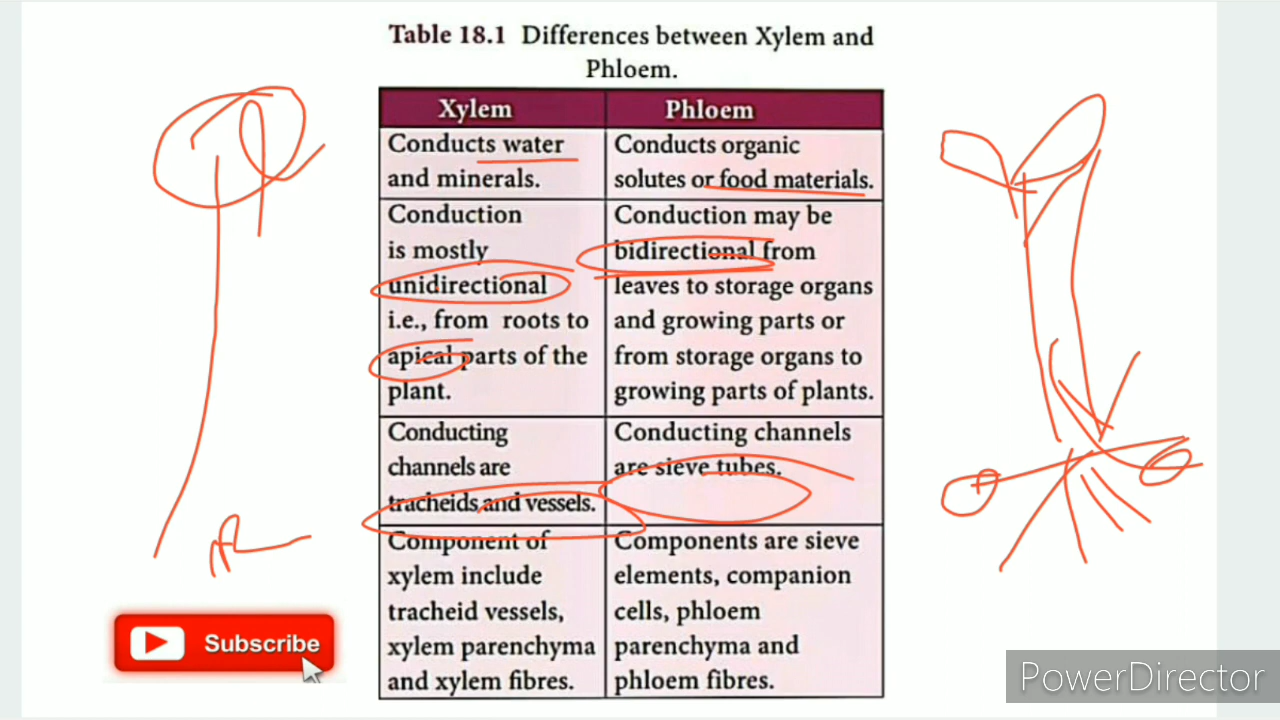 Table 18.1 Differences between Xylem and
Phloem.
Xylem
Phloem
Conducts water
and minerals.
Conducts organic
solutes or food materials.
Conduction
is mostly
unidirectional
i.e., from roots to
apical parts of the
plant.
Conduction may be
bidirectional from
leaves to storage organs
and growing parts or
from storage organs to
growing parts of plants.
Conducting
channels are
tracheids and vessels.
Conducting channels
are sieve tubes.
Component of
xylem include
tracheid vessels,
xylem parenchyma
and xylem fibres.
Components are sieve
elements, companion
cells, phloem
parenchyma and
phloem fibres.
Subscribe
PowerDirector